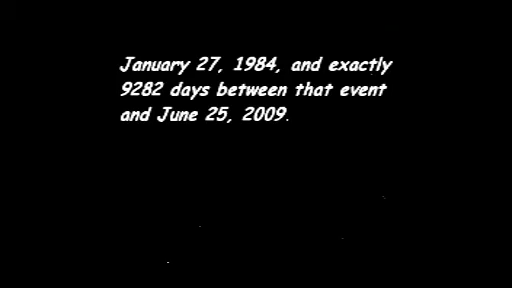 January 27, 1984, and exactly
9282 days between that event
and June 25, 2009.